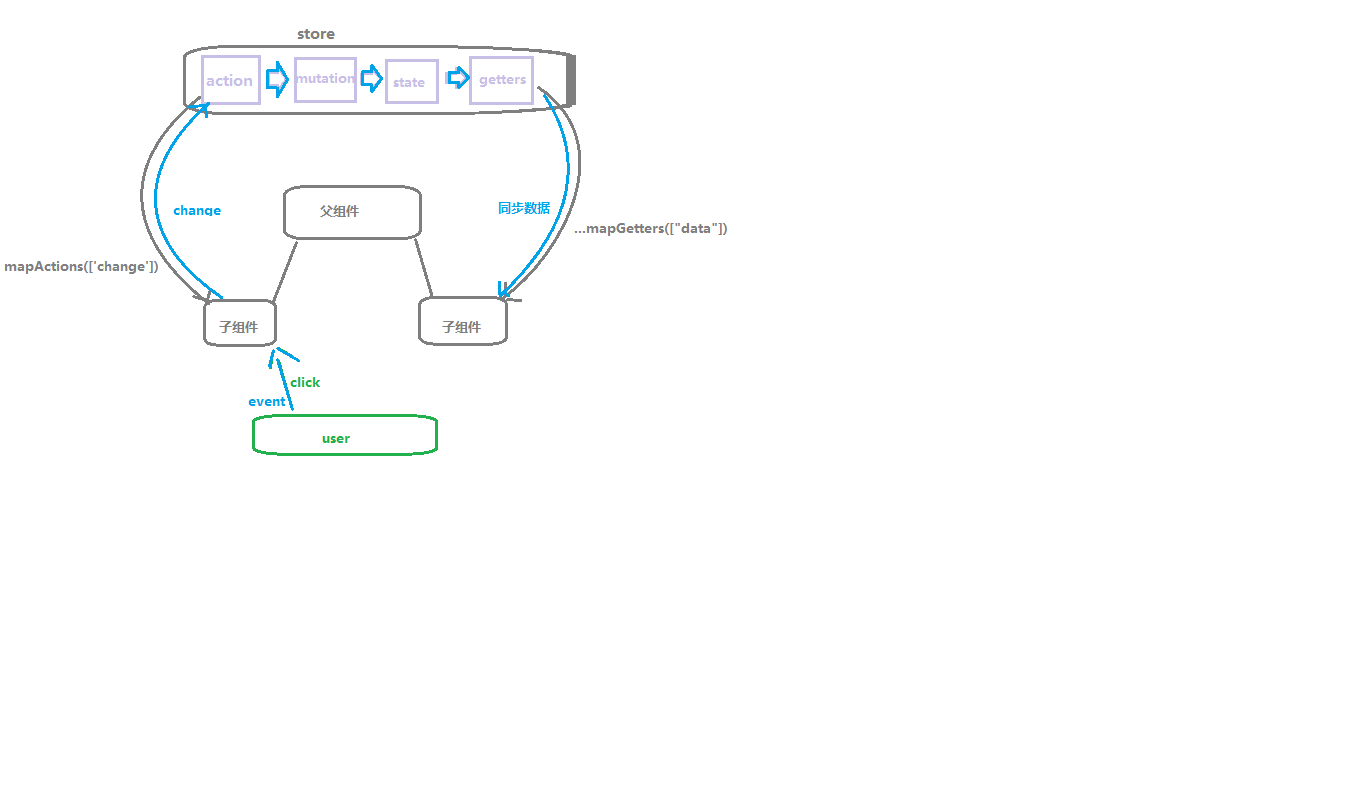 store
action
mutation
state
getters
change
父组件
同步数据
...mapGetters(["data"])
mapActions(['change'])
子组件
子组件
click
event
user